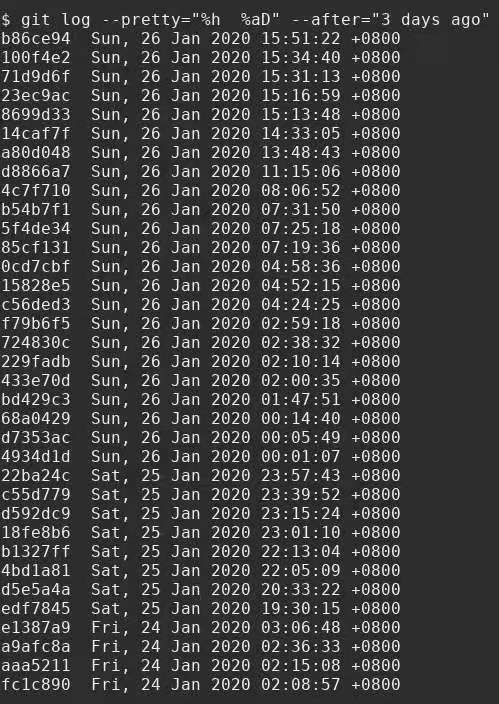 $ git log --pretty="%h  %aD" --after="3 days ago"
b86ce94  Sun, 26 Jan 2020 15:51:22 +0800
100f4e2  Sun, 26 Jan 2020 15:34:40 +0800
71d9d6f  Sun, 26 Jan 2020 15:31:13 +0800
23ec9ac  Sun, 26 Jan 2020 15:16:59 +0800
8699d33  Sun, 26 Jan 2020 15:13:48 +0800
14caf7f  Sun, 26 Jan 2020 14:33:05 +0800
a80d048  Sun, 26 Jan 2020 13:48:43 +0800
d8866a7  Sun, 26 Jan 2020 11:15:06 +0800
4c7f710  Sun, 26 Jan 2020 08:06:52 +0800
b54b7f1  Sun, 26 Jan 2020 07:31:50 +0800
5f4de34  Sun, 26 Jan 2020 07:25:18 +0800
85cf131  Sun, 26 Jan 2020 07:19:36 +0800
0cd7cbf  Sun, 26 Jan 2020 04:58:36 +0800
15828e5  Sun, 26 Jan 2020 04:52:15 +0800
c56ded3  Sun, 26 Jan 2020 04:24:25 +0800
f79b6f5  Sun, 26 Jan 2020 02:59:18 +0800
724830c  Sun, 26 Jan 2020 02:38:32 +0800
229fadb  Sun, 26 Jan 2020 02:10:14 +0800
433e70d  Sun, 26 Jan 2020 02:00:35 +0800
bd429c3  Sun, 26 Jan 2020 01:47:51 +0800
68a0429  Sun, 26 Jan 2020 00:14:40 +0800
d7353ac  Sun, 26 Jan 2020 00:05:49 +0800
4934d1d  Sun, 26 Jan 2020 00:01:07 +0800
22ba24c  Sat, 25 Jan 2020 23:57:43 +0800
c55d779  Sat, 25 Jan 2020 23:39:52 +0800
d592dc9  Sat, 25 Jan 2020 23:15:24 +0800
18fe8b6  Sat, 25 Jan 2020 23:01:10 +0800
b1327ff  Sat, 25 Jan 2020 22:13:04 +0800
4bd1a81  Sat, 25 Jan 2020 22:05:09 +0800
d5e5a4a  Sat, 25 Jan 2020 20:33:22 +0800
edf7845  Sat, 25 Jan 2020 19:30:15 +0800
e1387a9  Fri, 24 Jan 2020 03:06:48 +0800
a9afc8a  Fri, 24 Jan 2020 02:36:33 +0800
aaa5211  Fri, 24 Jan 2020 02:15:08 +0800
fc1c890  Fri, 24 Jan 2020 02:08:57 +0800